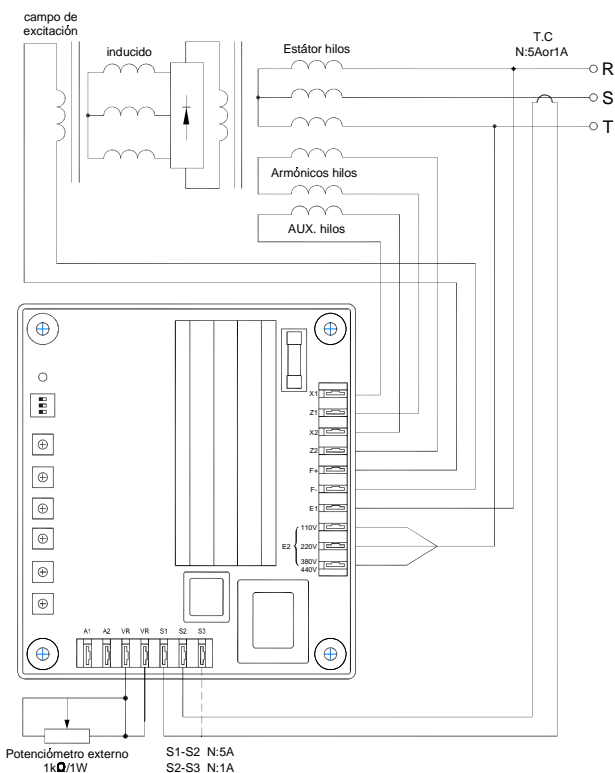 campo de
excitación
inducido
Estátor hilos
T.C
N:5Aor1A
R
S
T
Armónicos hilos
AUX. hilos
X1
Z1
X2
Z2
F+
F-
E1
110V
E2
220V
380V
440V
A1 A2 VR VR S1 S2 S3
Potenciómetro externo
1kΩ/1W
S1-S2 N:5A
S2-S3 N:1A